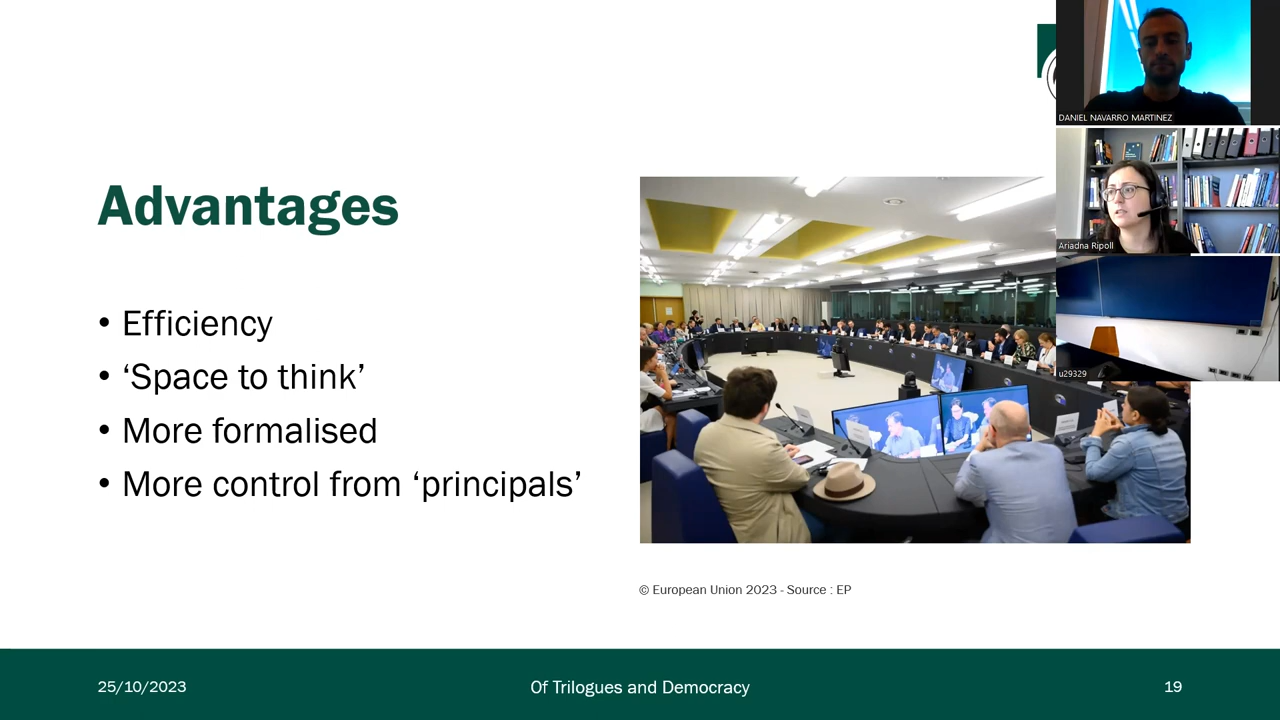 Advantages
• Efficiency
• ‘Space to think’
• More formalised
• More control from ‘principals’
© European Union 2023 - Source : EP
25/10/2023
Of Trilogues and Democracy
19
DANIEL NAVARRO MARTINEZ
Ariadna Ripoll
u29329